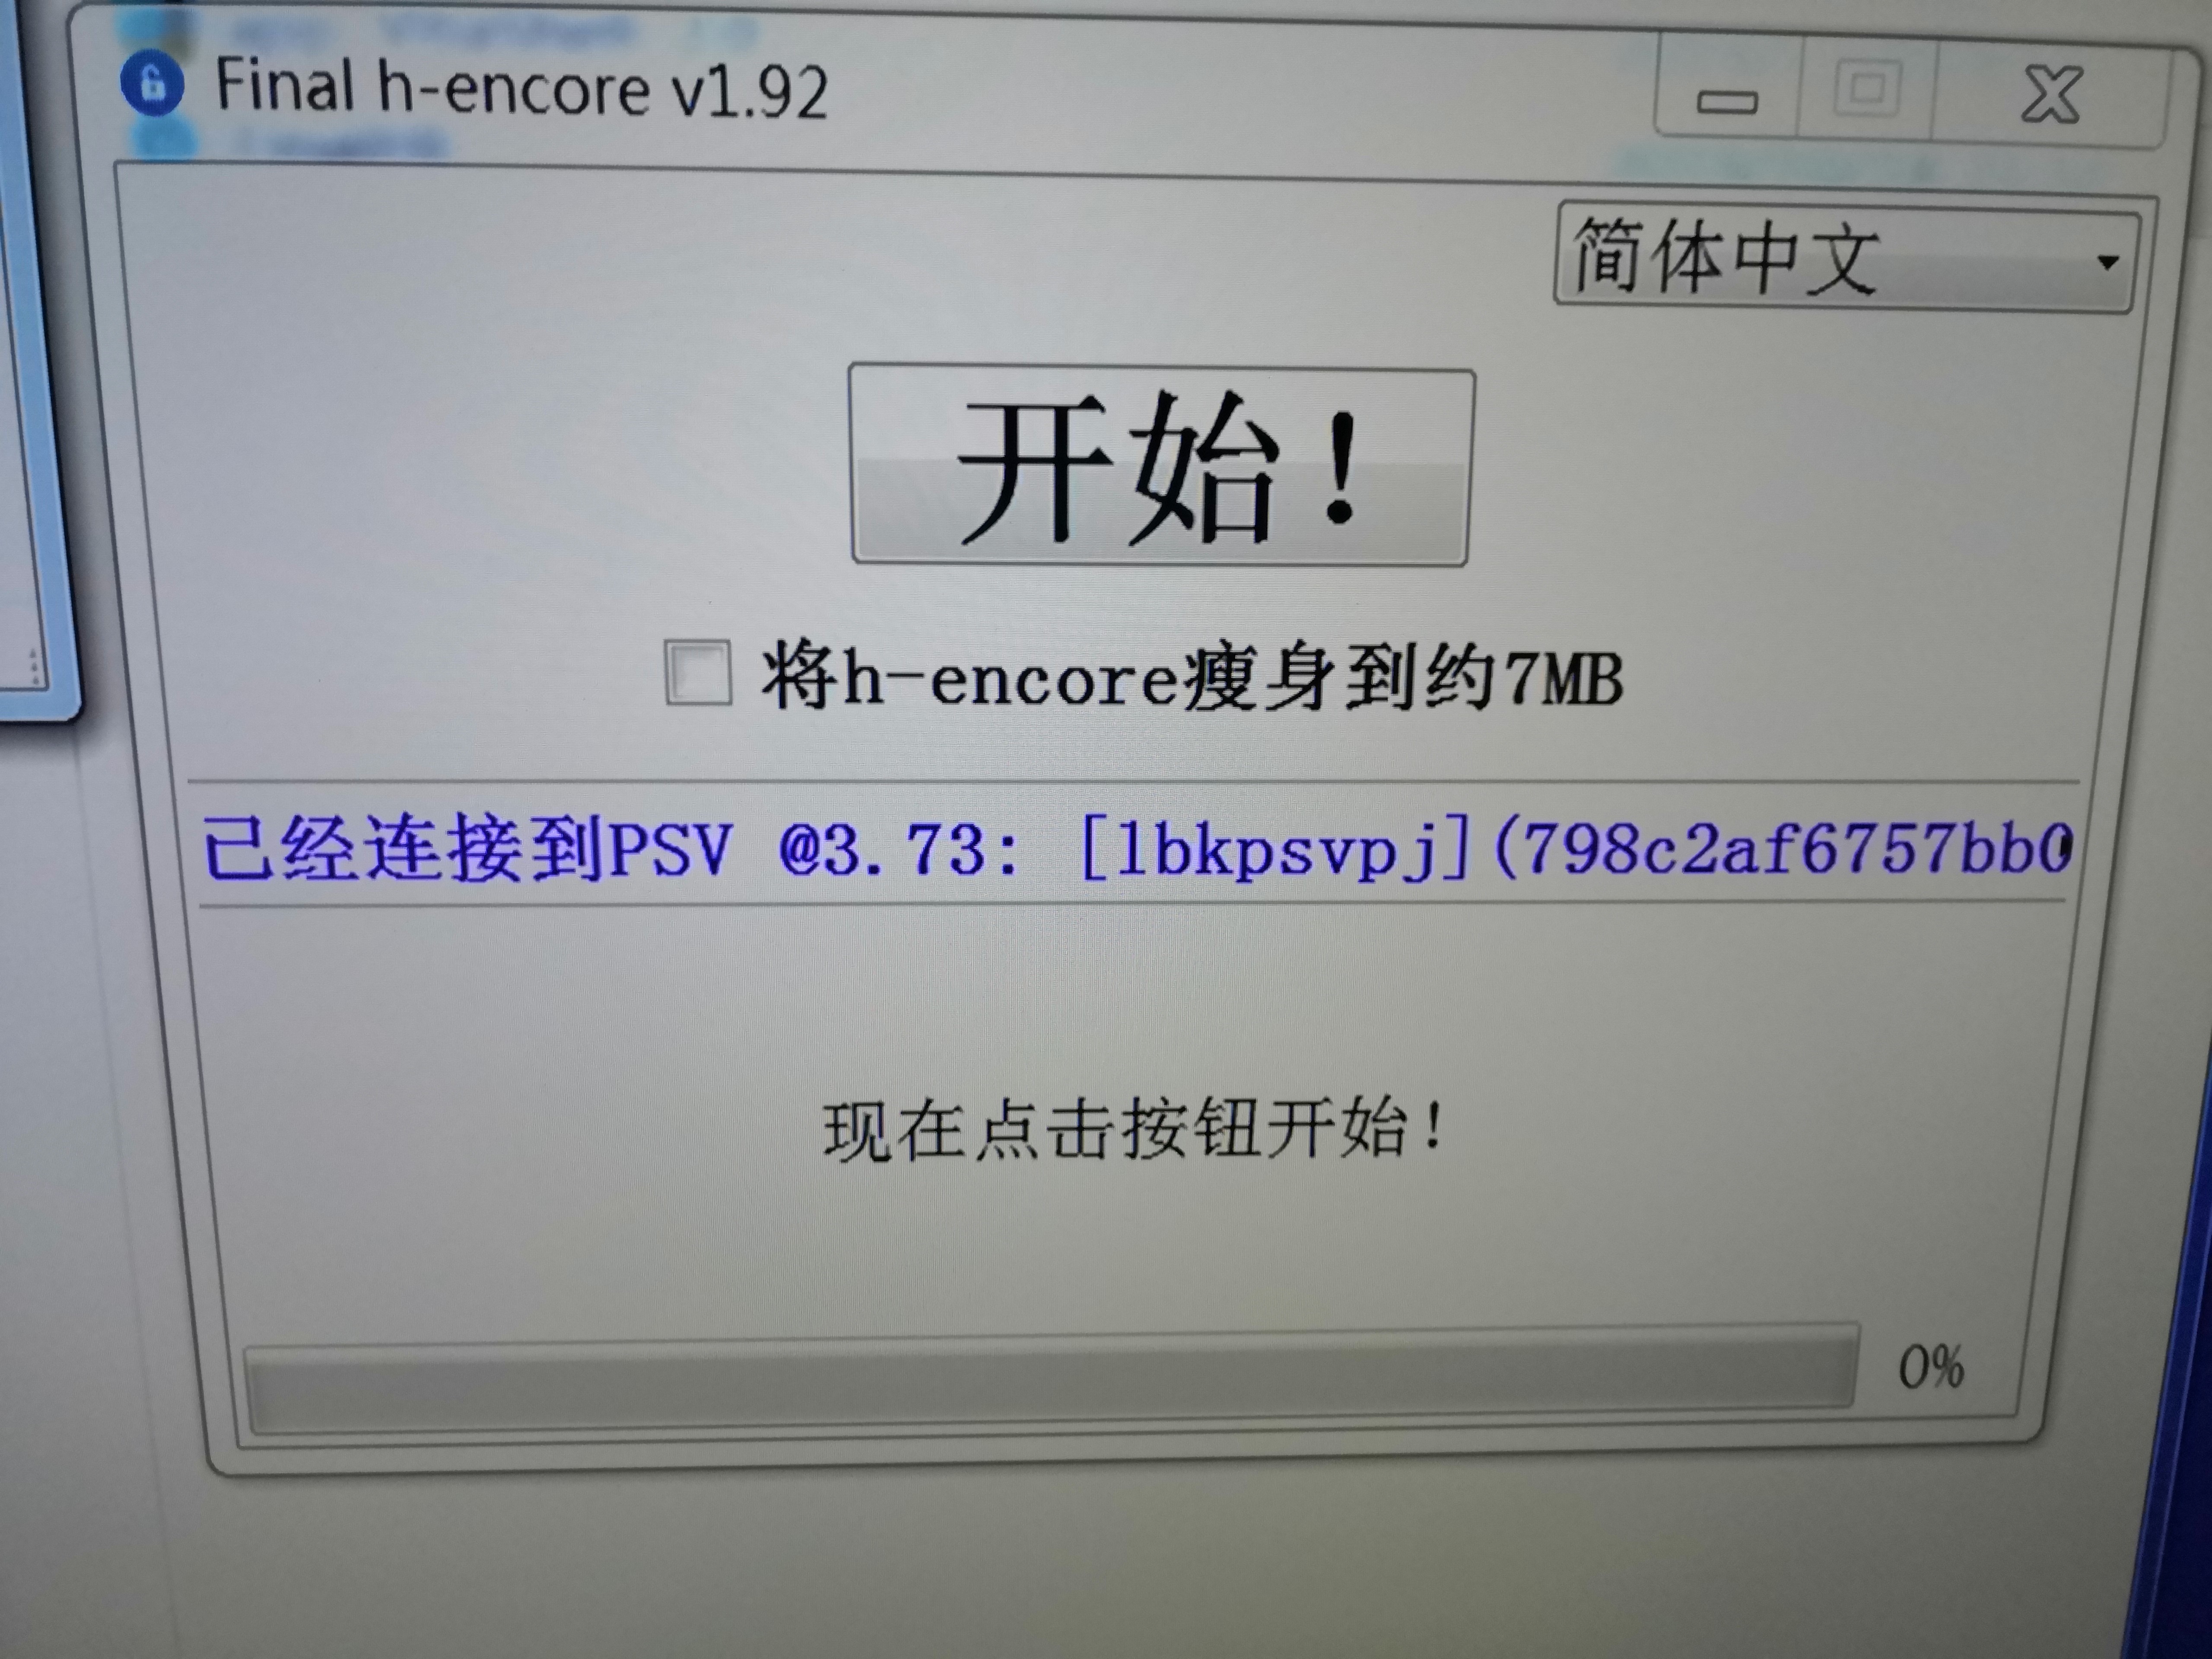 Final h-encore v1.92
简体中文
开始!
将h-encore瘦身到约7MB
已经连接到PSV @3.73: [lbkpsvpj](798c2af6757bb0
现在点击按钮开始!
0%